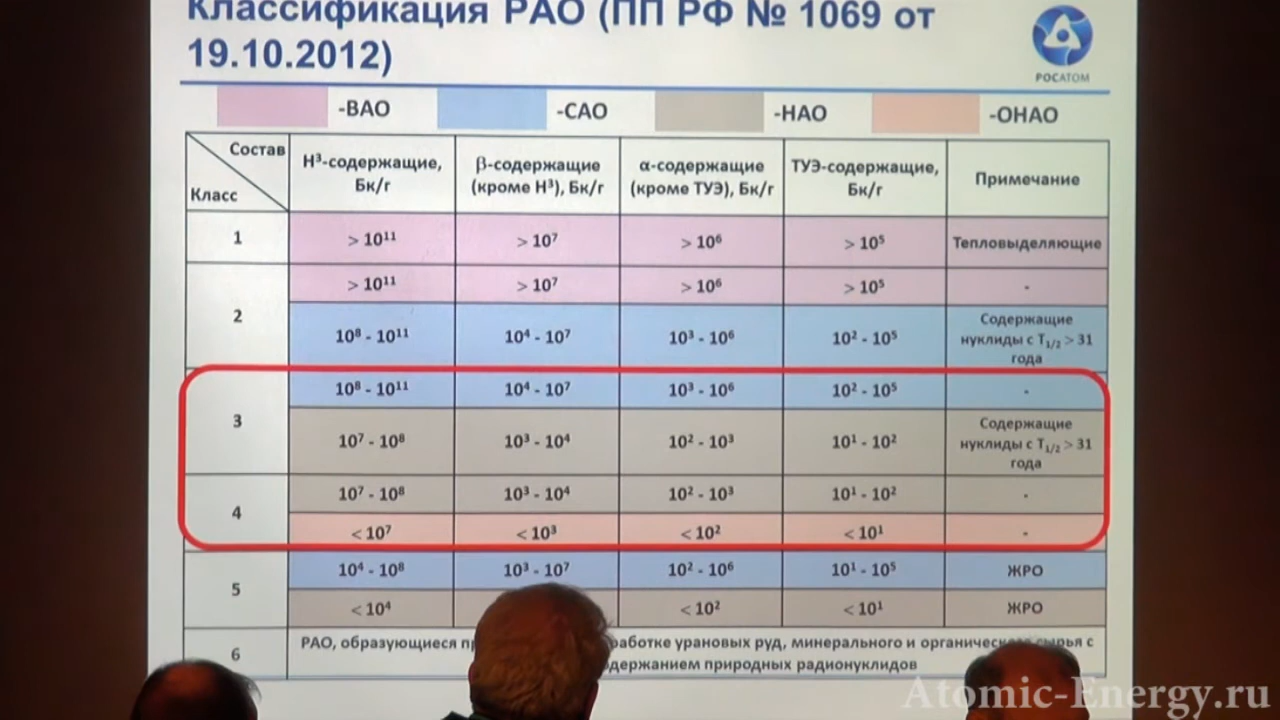 Классификация РАО (ПП РФ № 1069 от
19.10.2012)
РОСАТОМ
-ВАО -САО -НАО -ОНАО
Состав
Класс
H³-содержащие,
Бк/г
β-содержащие
(кроме H³), Бк/г
α-содержащие
(кроме ТУЭ), Бк/г
ТУЭ-содержащие,
Бк/г
Примечание
1
> 10¹¹ > 10⁷ > 10⁶ > 10⁵ Тепловыделяющие
2
> 10¹¹ > 10⁷ > 10⁶ > 10⁵ -
10⁸ - 10¹¹ 10⁴ - 10⁷ 10³ - 10⁶ 10² - 10⁵
Содержащие
нуклиды с T₁/₂ > 31
года
3
10⁸ - 10¹¹ 10⁴ - 10⁷ 10³ - 10⁶ 10² - 10⁵ -
10⁷ - 10⁸ 10³ - 10⁴ 10² - 10³ 10¹ - 10²
Содержащие
нуклиды с T₁/₂ > 31
года
4
10⁷ - 10⁸ 10³ - 10⁴ 10² - 10³ 10¹ - 10² -
< 10⁷ < 10³ < 10² < 10¹ -
5
10⁴ - 10⁸ 10³ - 10⁷ 10² - 10⁶ 10¹ - 10⁵ ЖРО
< 10⁴ < 10² < 10¹ ЖРО
6
РАО, образующиеся урановых руд, минерального и органического сырья с
природных радионуклидов
Atomic-Energy.ru